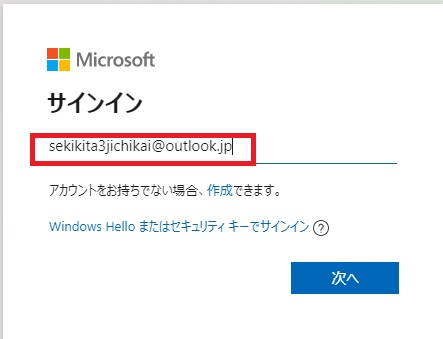 Microsoft
サインイン
sekikita3jichikai@outlook.jp
アカウントをお持ちでない場合、作成できます。
Windows Hello またはセキュリティ キーでサインイン ?
次へ